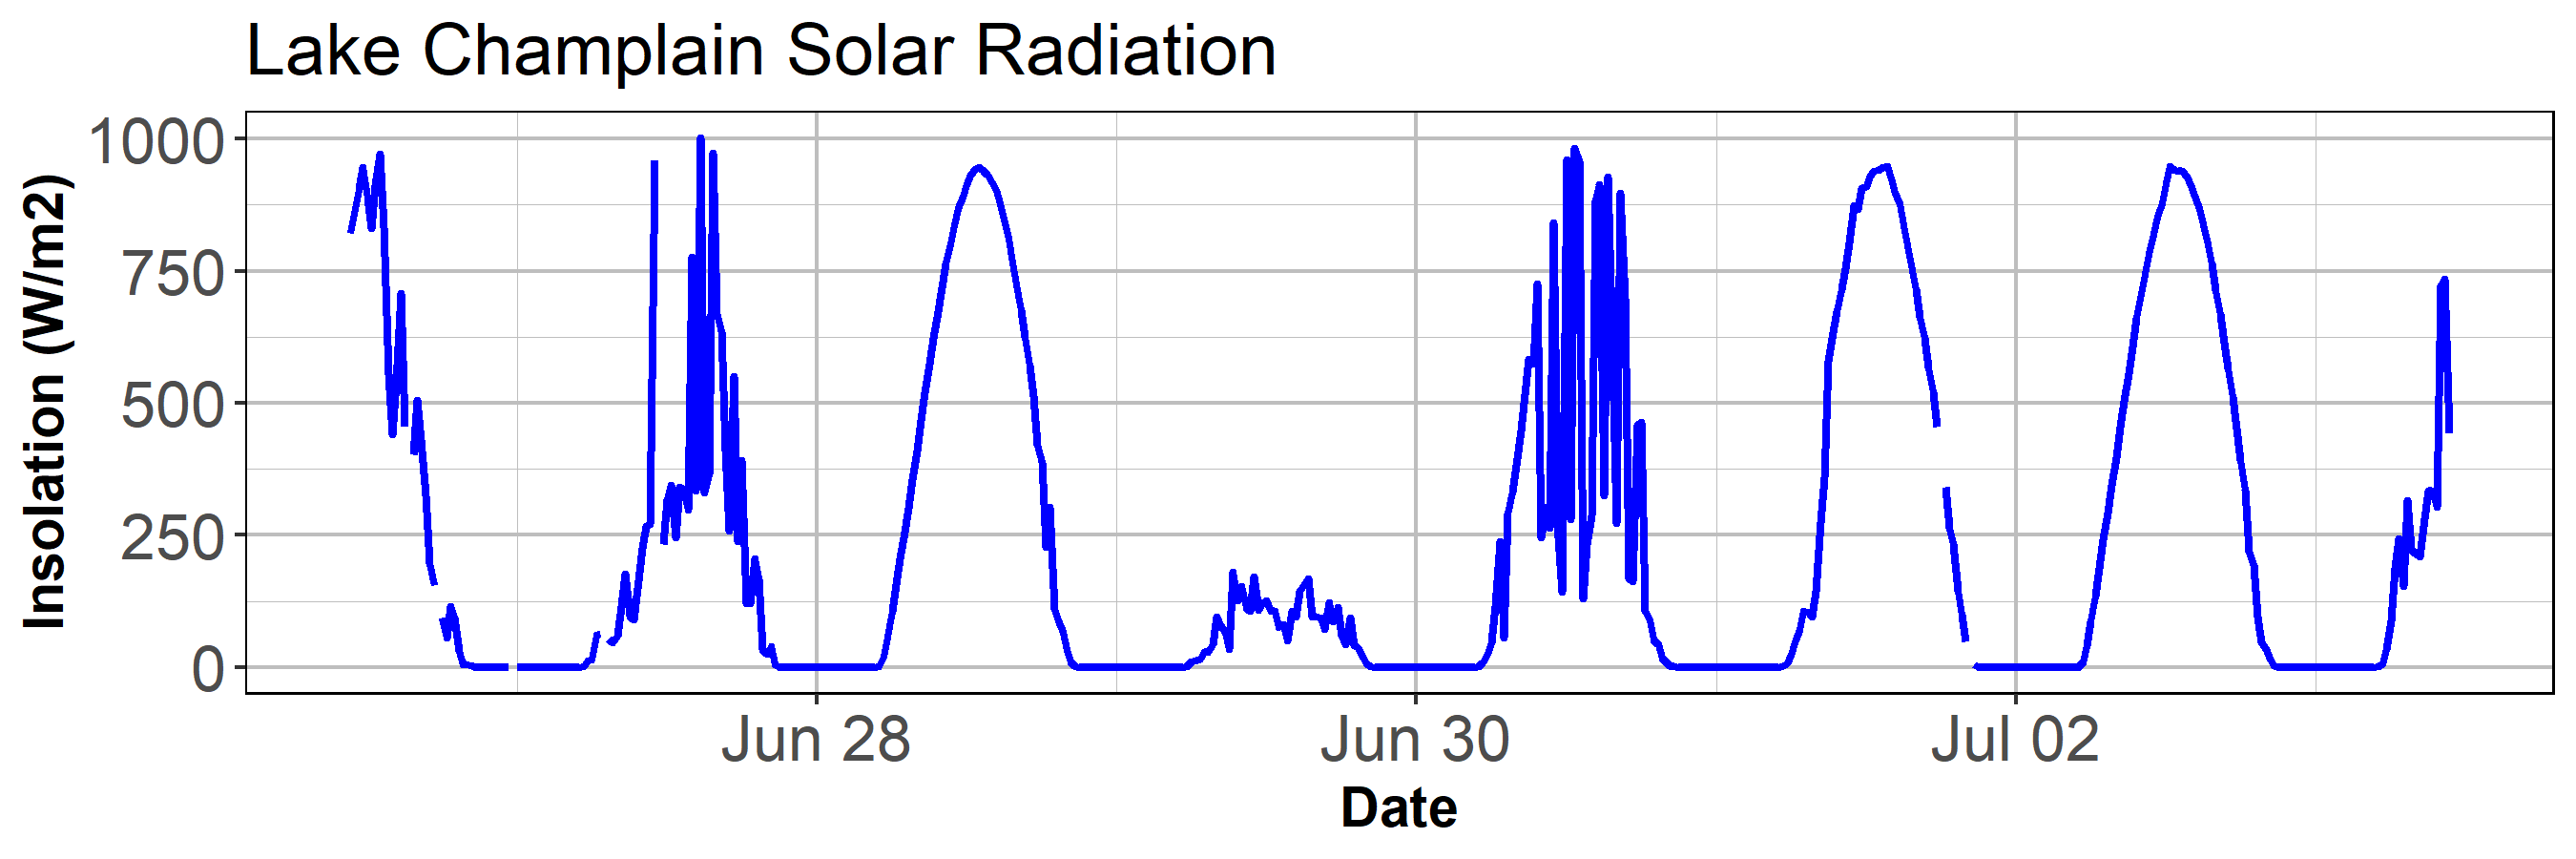 Lake Champlain Solar Radiation
Insolation (W/m2)
1000
750
500
250
0
Jun 28 Jun 30 Jul 02
Date